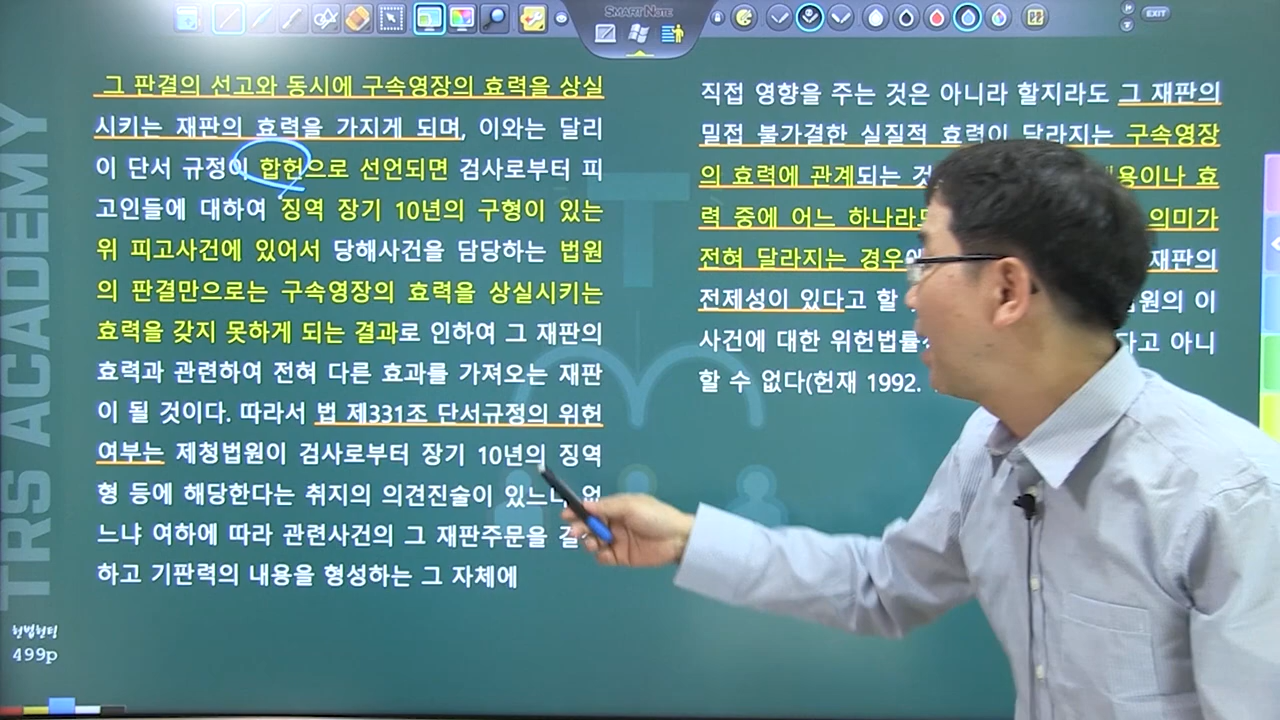 SMART NOTE
EXIT
그 판결의 선고와 동시에 구속영장의 효력을 상실
시키는 재판의 효력을 가지게 되며, 이와는 달리
이 단서 규정이 합헌으로 선언되면 검사로부터 피
고인들에 대하여 징역 장기 10년의 구형이 있는
위 피고사건에 있어서 당해사건을 담당하는 법원
의 판결만으로는 구속영장의 효력을 상실시키는
효력을 갖지 못하게 되는 결과로 인하여 그 재판의
효력과 관련하여 전혀 다른 효과를 가져오는 재판
이 될 것이다. 따라서 법 제331조 단서규정의 위헌
여부는 제청법원이 검사로부터 장기 10년의 징역
형 등에 해당한다는 취지의 의견진술이 있느냐 없
느냐 여하에 따라 관련사건의 그 재판주문을
하고 기판력의 내용을 형성하는 그 자체에
직접 영향을 주는 것은 아니라 할지라도 그 재판의
밀접 불가결한 실질적 효력이 달라지는 구속영장
의 효력에 관계되는 효
력 중에 어느 의미가
전혀 달라지는 경우 재판의
전제성이 있다고 할 이
사건에 대한 아니
할 수 없다(헌재 1992.
TRS ACADEMY
헌법헌팅
499p